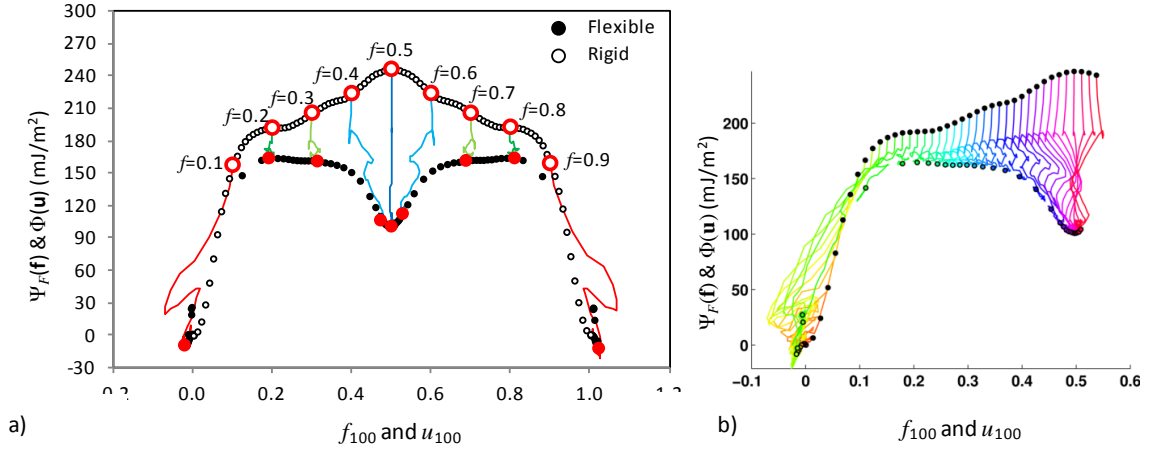 300
270
240
210
180
150
120
90
60
30
0
-30
Ψ_F(f) & Φ(u) (mJ/m²)
Flexible
Rigid
f=0.5
f=0.4
f=0.6
f=0.3
f=0.7
f=0.2
f=0.8
f=0.1
f=0.9
0.0 0.2 0.4 0.6 0.8 1.0
f₁₀₀ and u₁₀₀
a)
200
150
100
50
0
Ψ_F(f) & Φ(u) (mJ/m²)
−0.1 0 0.1 0.2 0.3 0.4 0.5 0.6
f₁₀₀ and u₁₀₀
b)